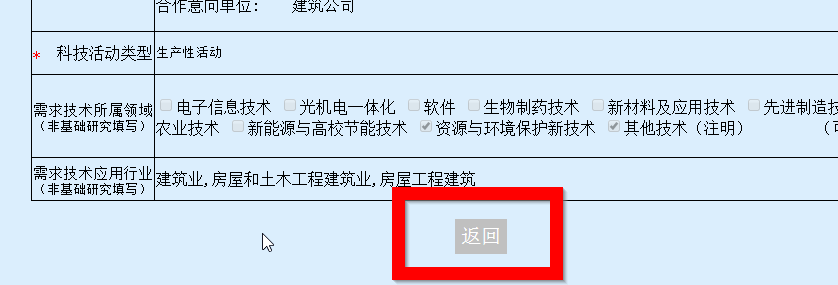 合作意向单位： 建筑公司
* 科技活动类型 生产性活动
需求技术所属领域
（非基础研究填写）
电子信息技术 光机电一体化 软件 生物制药技术 新材料及应用技术 先进制造技
农业技术 新能源与高校节能技术 资源与环境保护新技术 其他技术（注明）
需求技术应用行业
（非基础研究填写）
建筑业,房屋和土木工程建筑业,房屋工程建筑
返回